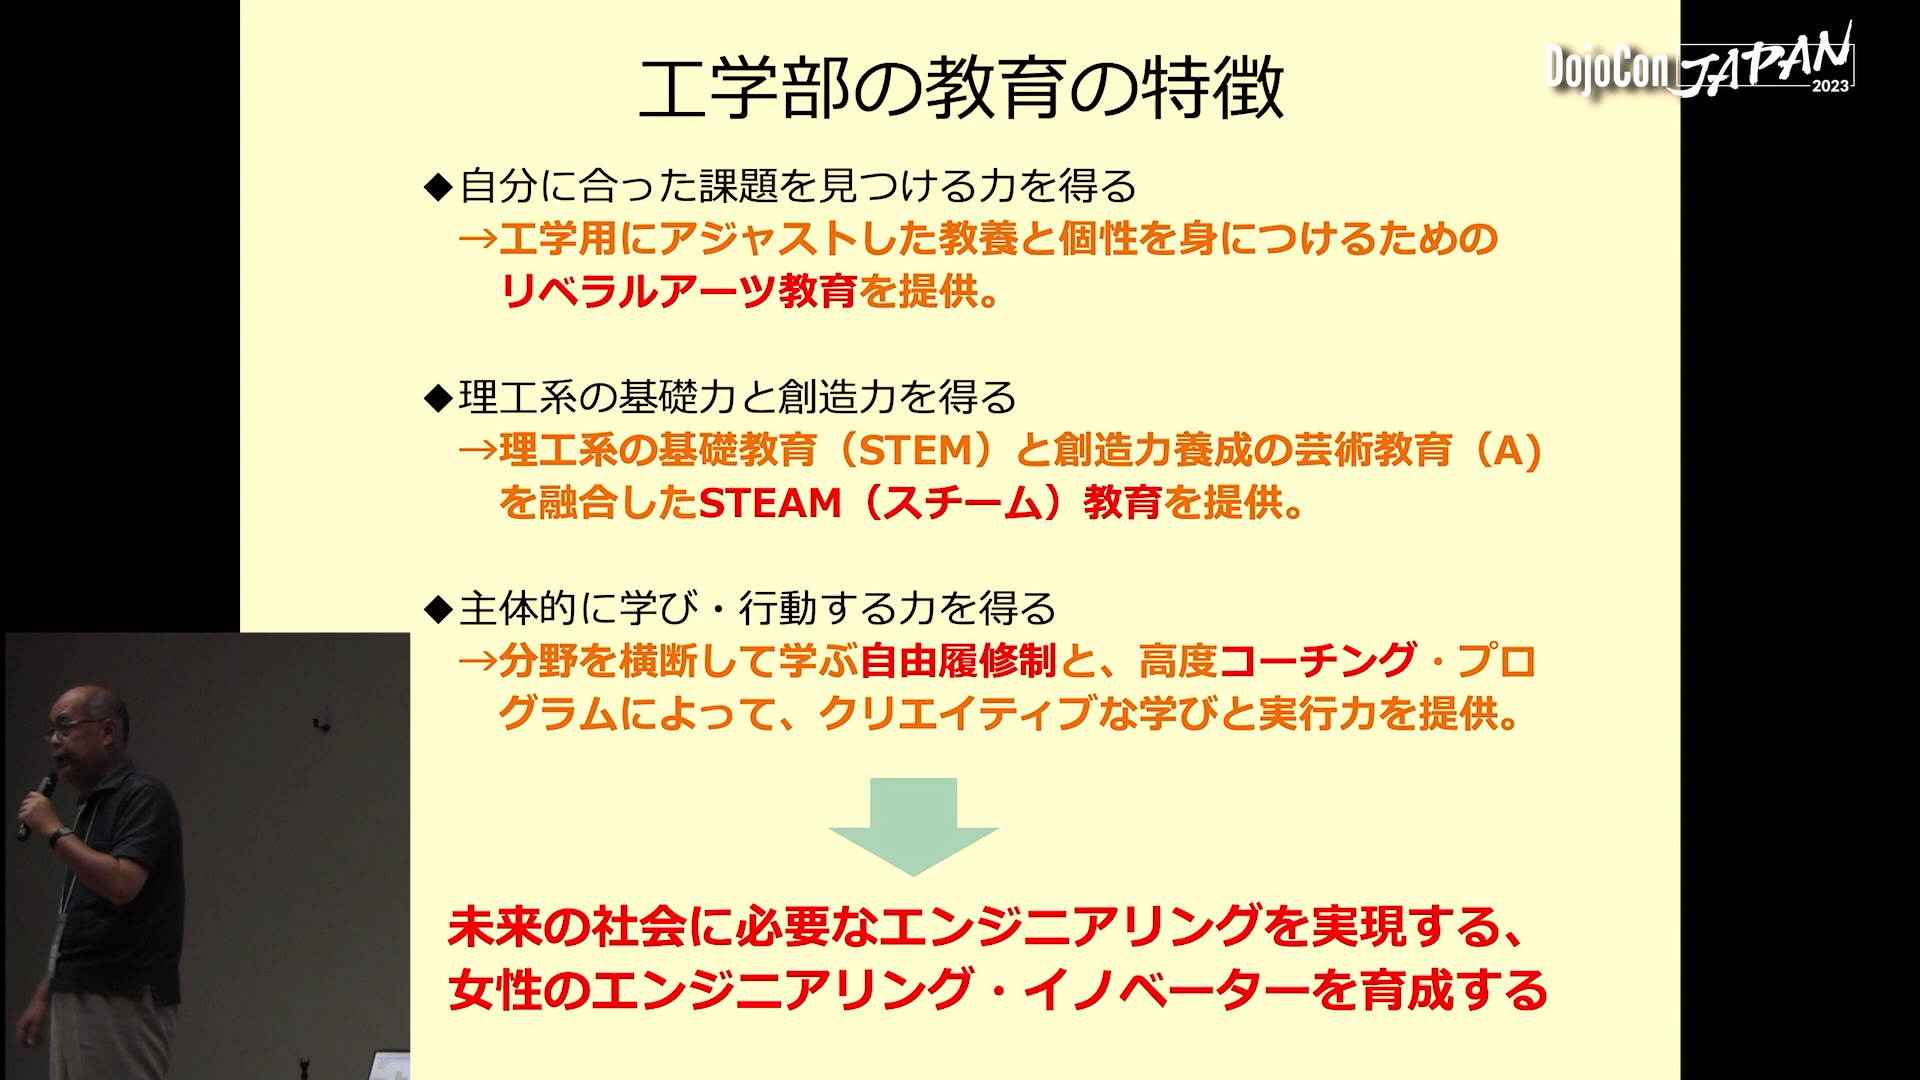 工学部の教育の特徴
DojoCon JAPAN 2023
◆自分に合った課題を見つける力を得る
→工学用にアジャストした教養と個性を身につけるための
リベラルアーツ教育を提供。
◆理工系の基礎力と創造力を得る
→理工系の基礎教育（STEM）と創造力養成の芸術教育（A)
を融合したSTEAM（スチーム）教育を提供。
◆主体的に学び・行動する力を得る
→分野を横断して学ぶ自由履修制と、高度コーチング・プロ
グラムによって、クリエイティブな学びと実行力を提供。
未来の社会に必要なエンジニアリングを実現する、
女性のエンジニアリング・イノベーターを育成する